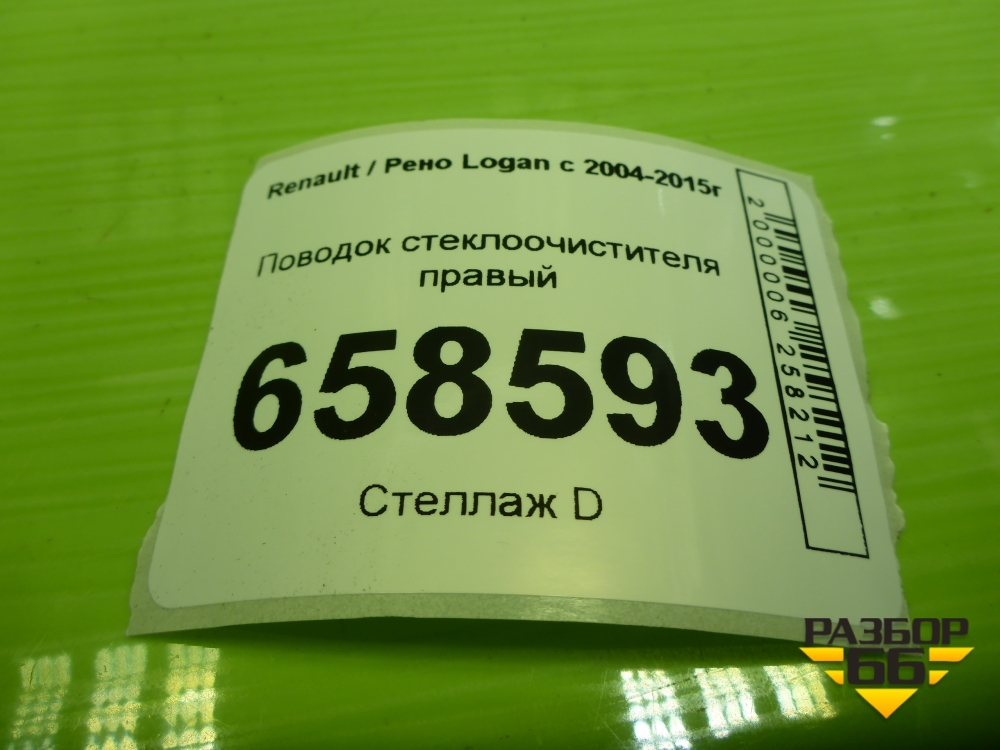 Renault / Рено Logan с 2004-2015г
Поводок стеклоочистителя
правый
658593
Стеллаж D
2000006258212
РАЗБОР
66